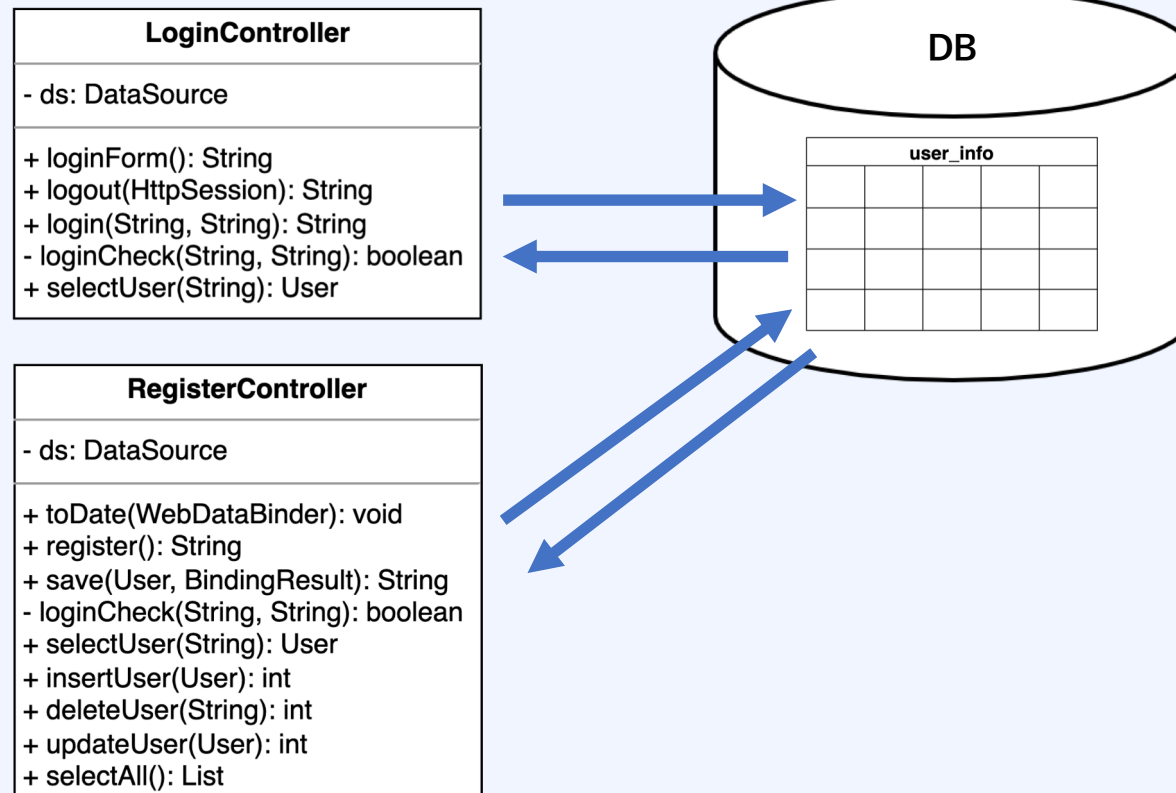 LoginController
- ds: DataSource
+ loginForm(): String
+ logout(HttpSession): String
+ login(String, String): String
- loginCheck(String, String): boolean
+ selectUser(String): User
DB
user_info
RegisterController
- ds: DataSource
+ toDate(WebDataBinder): void
+ register(): String
+ save(User, BindingResult): String
- loginCheck(String, String): boolean
+ selectUser(String): User
+ insertUser(User): int
+ deleteUser(String): int
+ updateUser(User): int
+ selectAll(): List